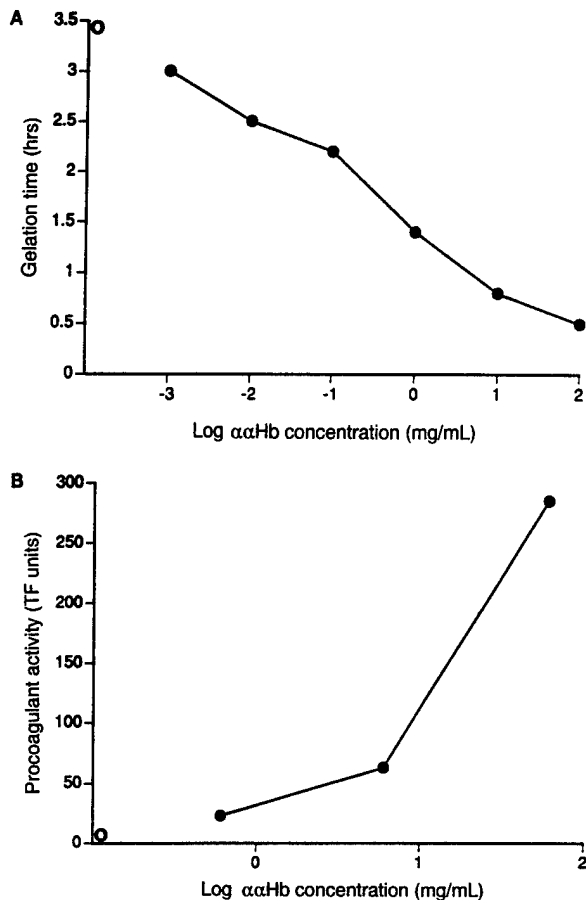 A
Gelation time (hrs)
3.5
3
2.5
2
1.5
1
0.5
0
-3 -2 -1 0 1 2
Log ααHb concentration (mg/mL)
B
Procoagulant activity (TF units)
300
250
200
150
100
50
0
0 1 2
Log ααHb concentration (mg/mL)